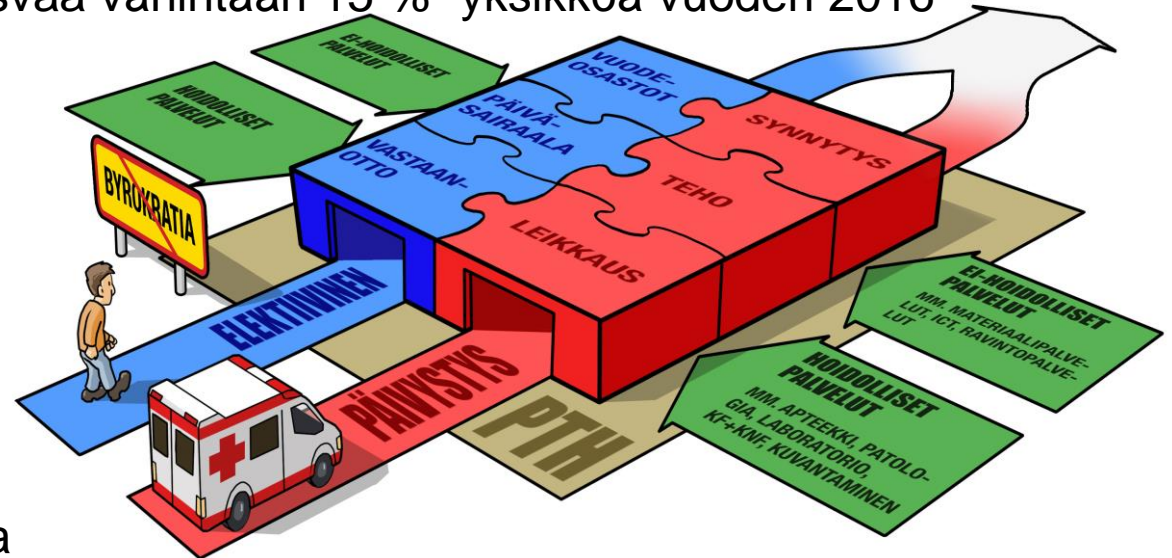 svaa vähintään 15 %-yksikköä vuoden 2016
EI-HOIDOLLISET
PALVELUT
HOIDOLLISET
PALVELUT
BYROKRATIA
VUODE-
OSASTOT
PÄIVÄ-
SAIRAALA
VASTAAN-
OTTO
SYNNYTYS
TEHO
LEIKKAUS
ELEKTIIVINEN
PÄIVYSTYS
PTH
EI-HOIDOLLISET
PALVELUT
MM. MATERIAALIPALVE-
LUT, ICT, RAVINTOPALVE-
LUT
HOIDOLLISET
PALVELUT
MM. APTEEKKI, PATOLO-
GIA, LABORATORIO,
KF+KNF, KUVANTAMINEN
a